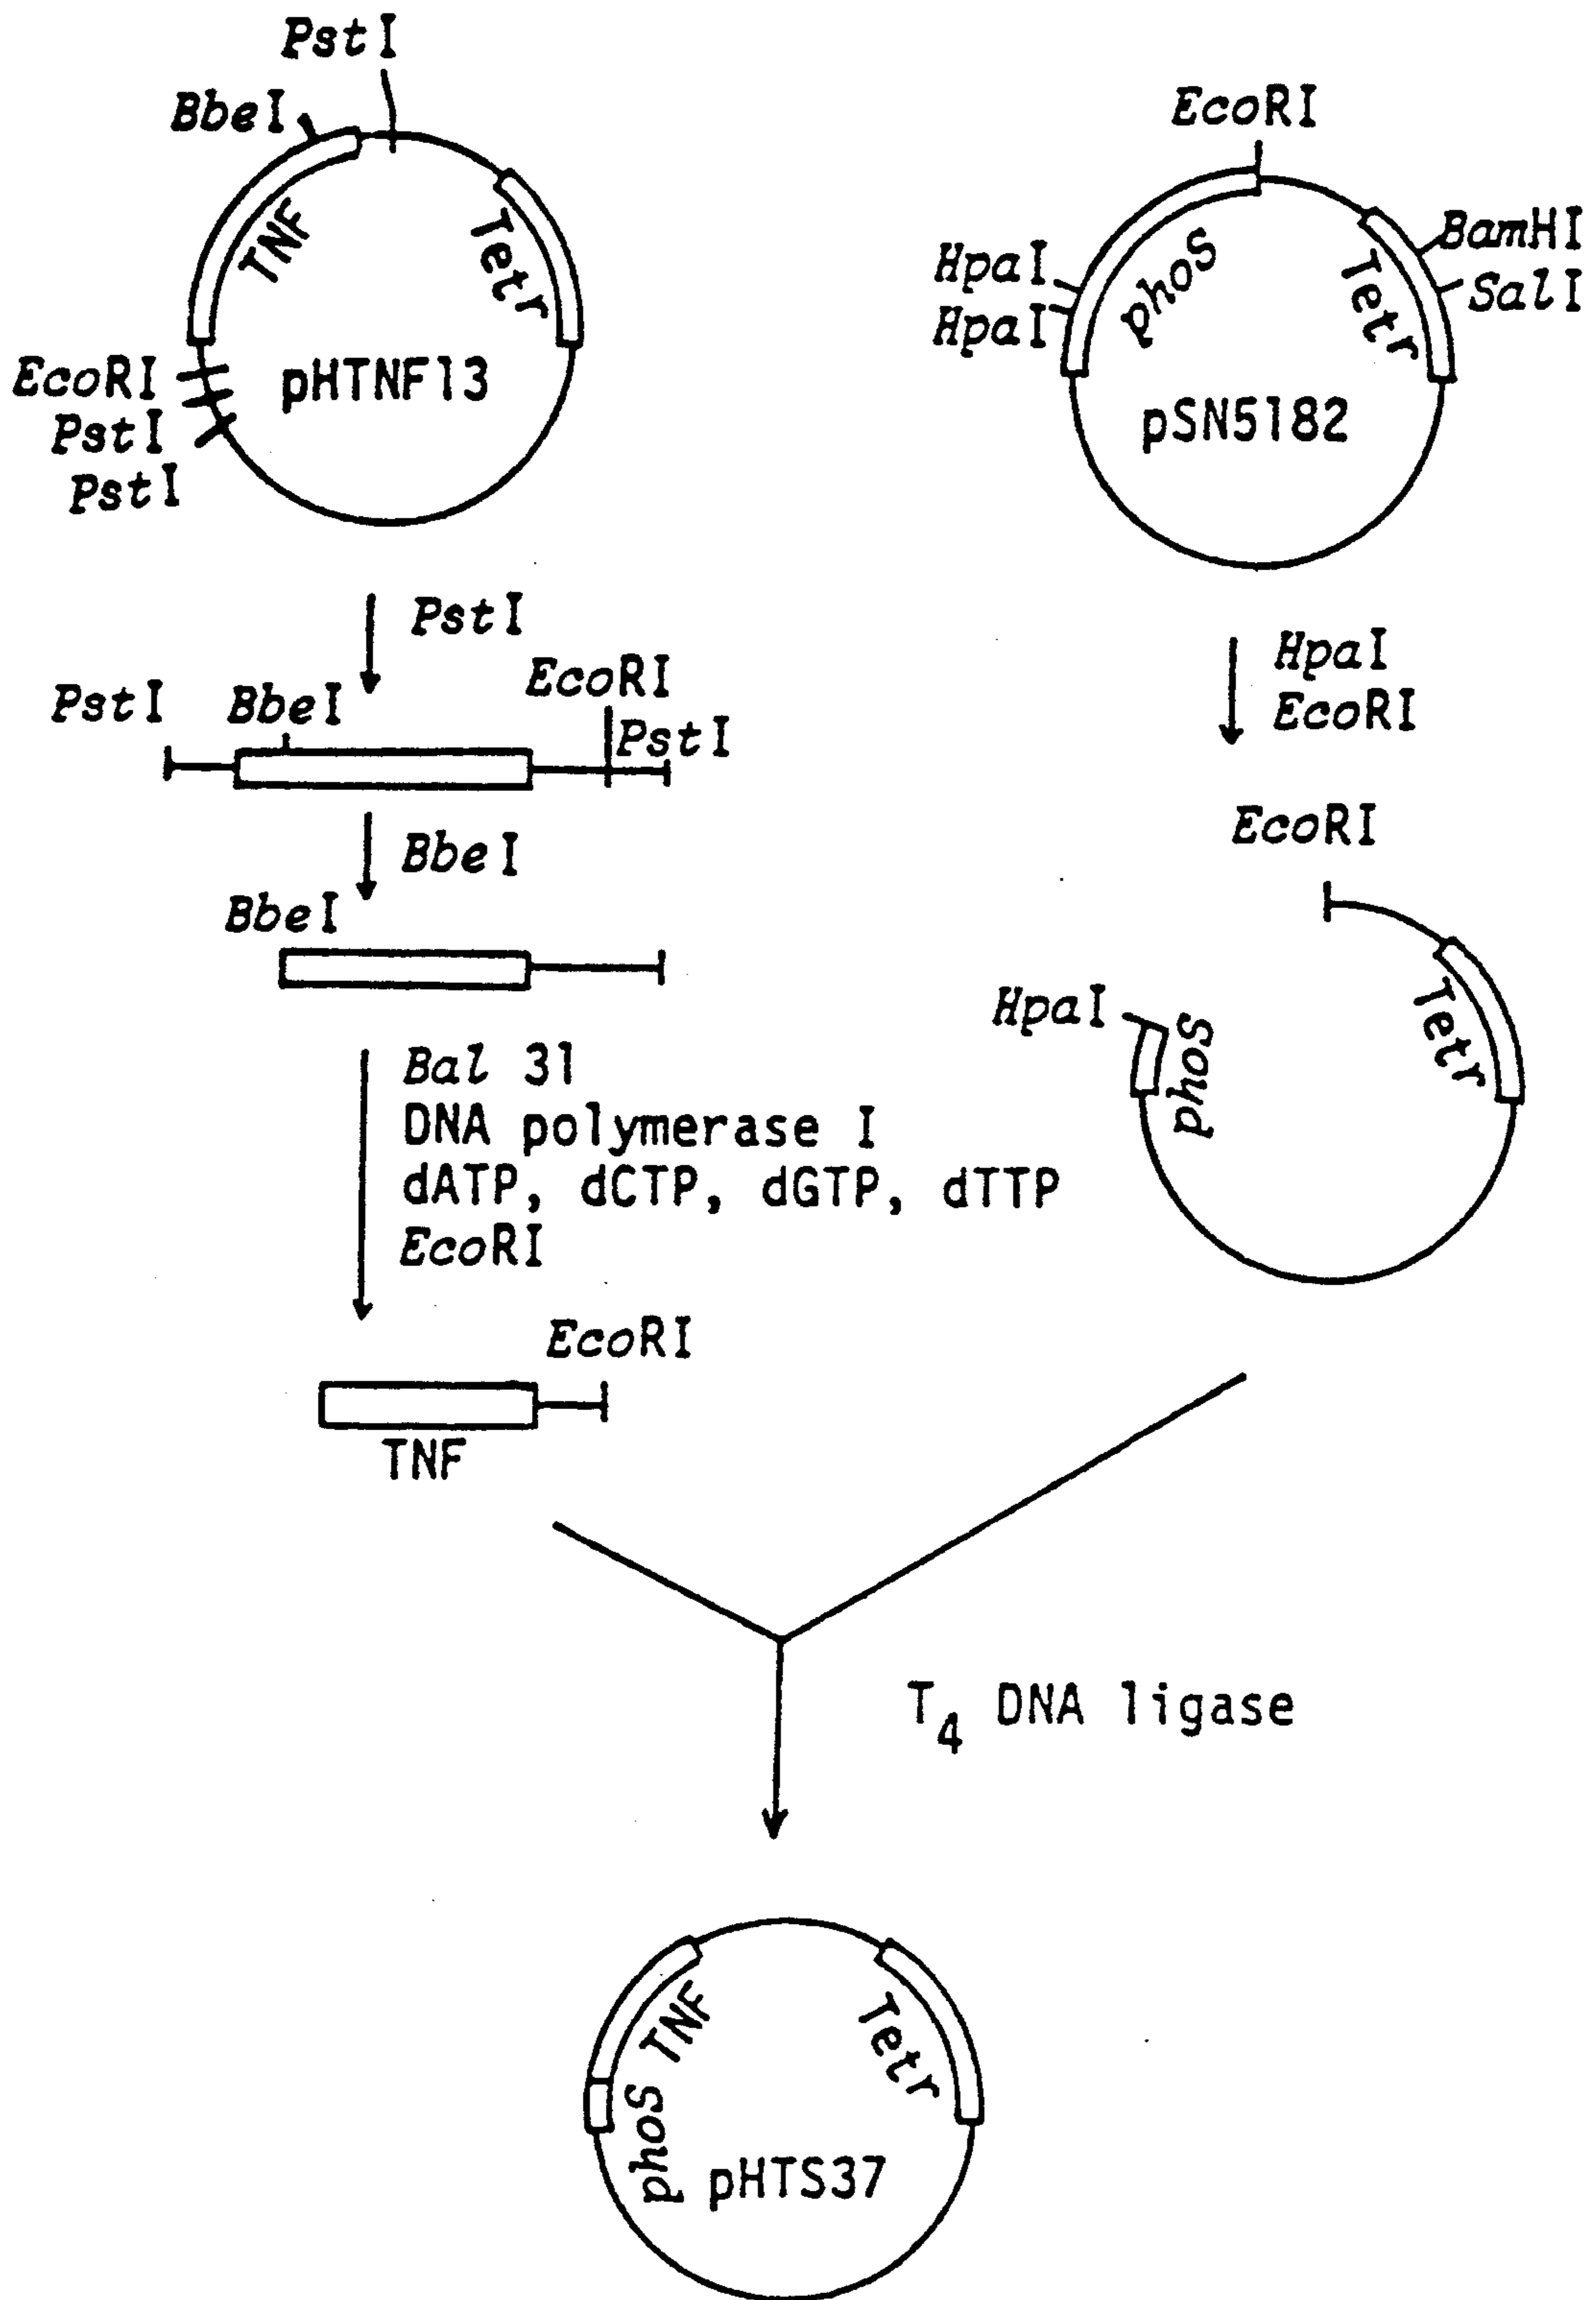 PstI
BbeI
TNF
Tetr
EcoRI
PstI
PstI
pHTNF13
EcoRI
HpaI
HpaI
phoS
BamHI
SalI
Tetr
pSN5182
PstI
HpaI
EcoRI
PstI
BbeI
EcoRI
PstI
BbeI
BbeI
EcoRI
HpaI
phoS
Tetr
Bal 31
DNA polymerase I
dATP, dCTP, dGTP, dTTP
EcoRI
EcoRI
TNF
T4 DNA ligase
TNF
phoS
Tetr
pHTS37